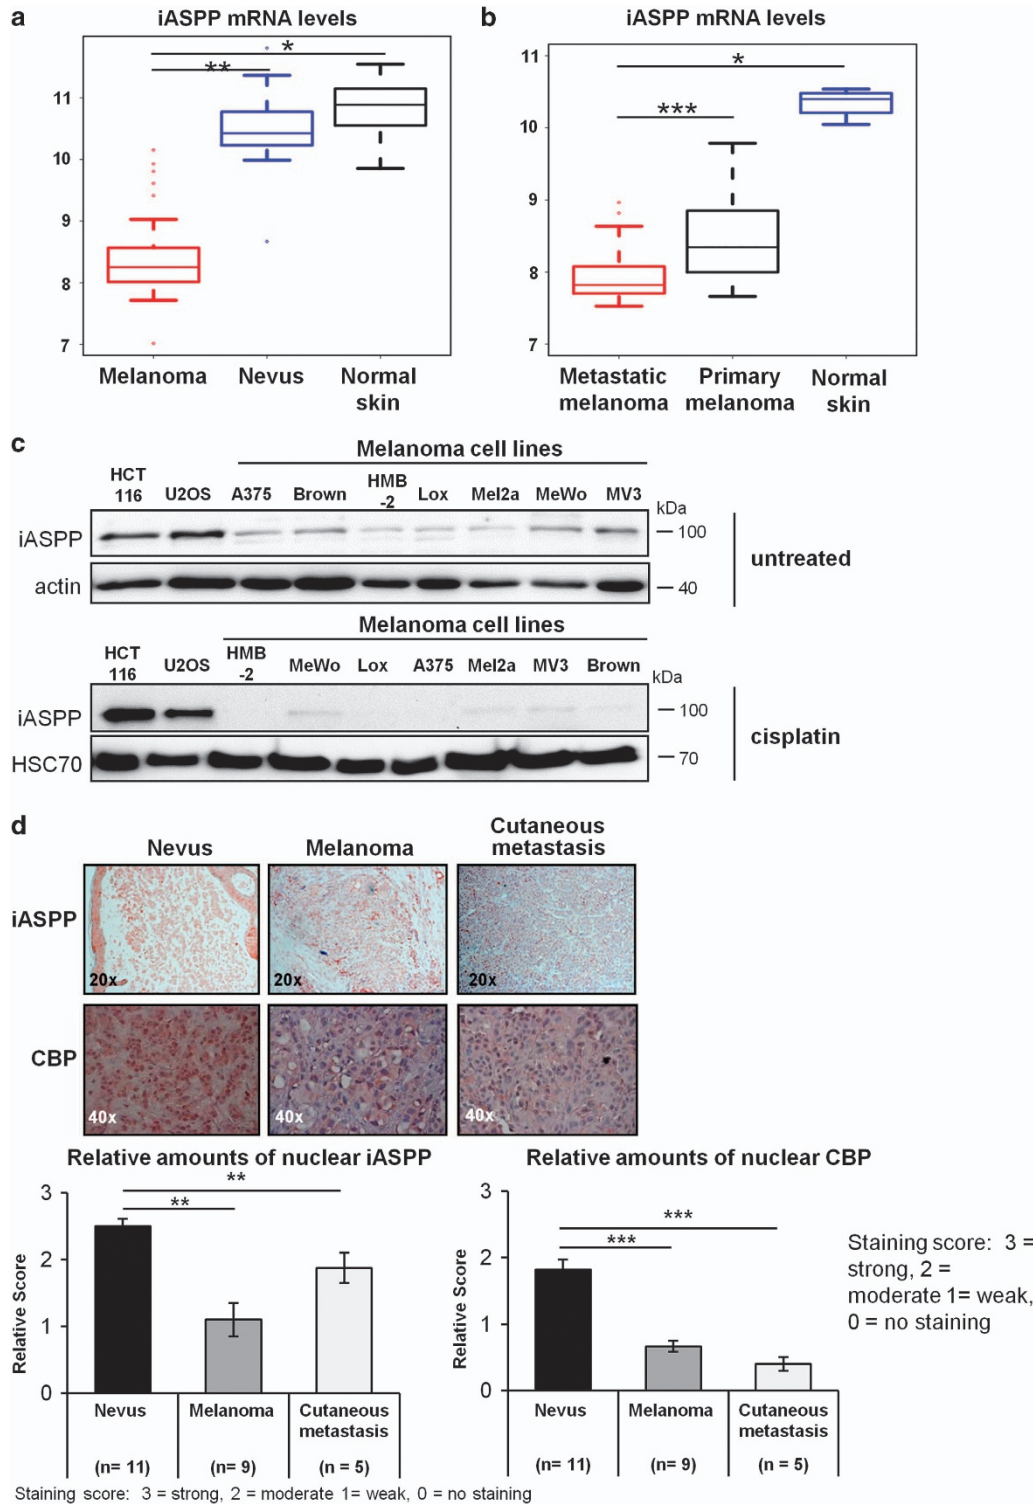 a
iASPP mRNA levels
*
**
11
10
9
8
7
Melanoma
Nevus
Normal
skin
b
iASPP mRNA levels
*
***
11
10
9
8
7
Metastatic
melanoma
Primary
melanoma
Normal
skin
c
Melanoma cell lines
HCT
116
U2OS
A375
Brown
HMB
-2
Lox
Mel2a
MeWo
MV3
kDa
iASPP
100
actin
40
untreated
Melanoma cell lines
HCT
116
U2OS
HMB
-2
MeWo
Lox
A375
Mel2a
MV3
Brown
kDa
iASPP
100
HSC70
70
cisplatin
d
Nevus
Melanoma
Cutaneous
metastasis
iASPP
20x
20x
20x
CBP
40x
40x
40x
Relative amounts of nuclear iASPP
**
**
3
2
1
0
Relative Score
Nevus
Melanoma
Cutaneous
metastasis
(n= 11)
(n= 9)
(n = 5)
Staining score: 3 = strong, 2 = moderate 1= weak, 0 = no staining
Relative amounts of nuclear CBP
***
***
3
2
1
0
Relative Score
Nevus
Melanoma
Cutaneous
metastasis
(n= 11)
(n= 9)
(n = 5)
Staining score: 3 =
strong, 2 =
moderate 1= weak,
0 = no staining